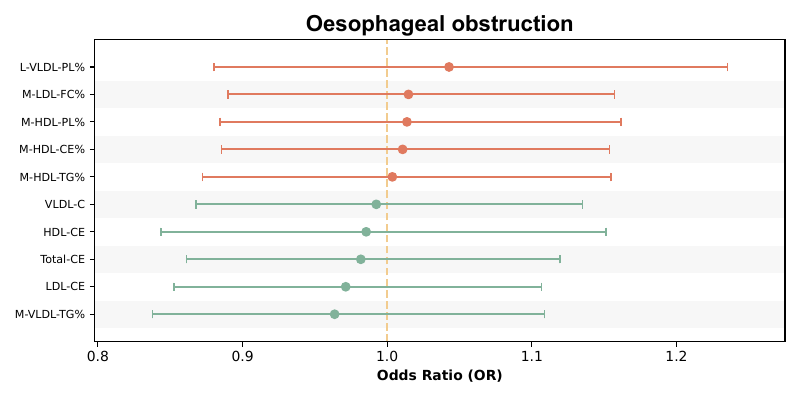 Oesophageal obstruction
L-VLDL-PL%
M-LDL-FC%
M-HDL-PL%
M-HDL-CE%
M-HDL-TG%
VLDL-C
HDL-CE
Total-CE
LDL-CE
M-VLDL-TG%
0.8 0.9 1.0 1.1 1.2
Odds Ratio (OR)